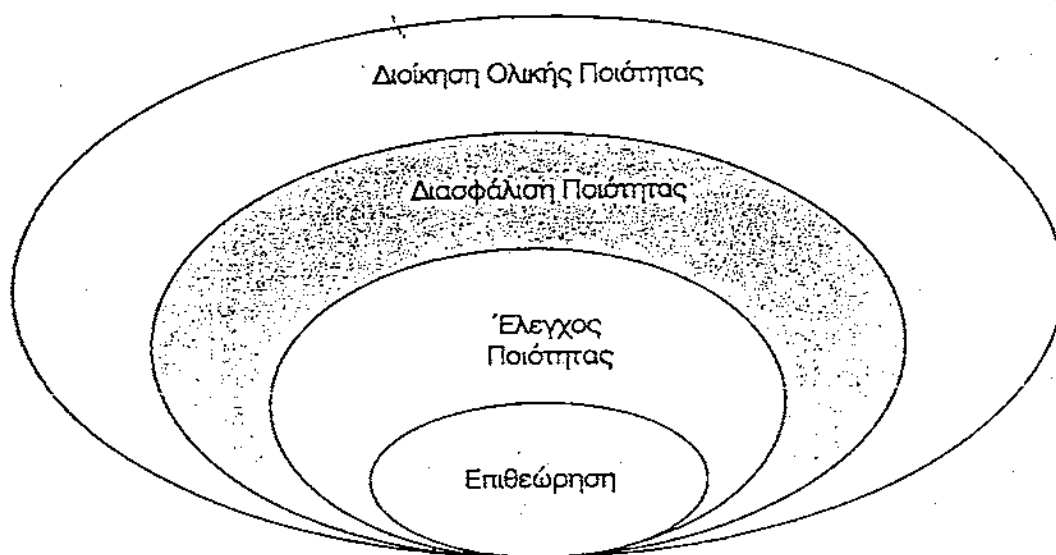 Διοίκηση Ολικής Ποιότητας
Διασφάλιση Ποιότητας
Έλεγχος
Ποιότητας
Επιθεώρηση